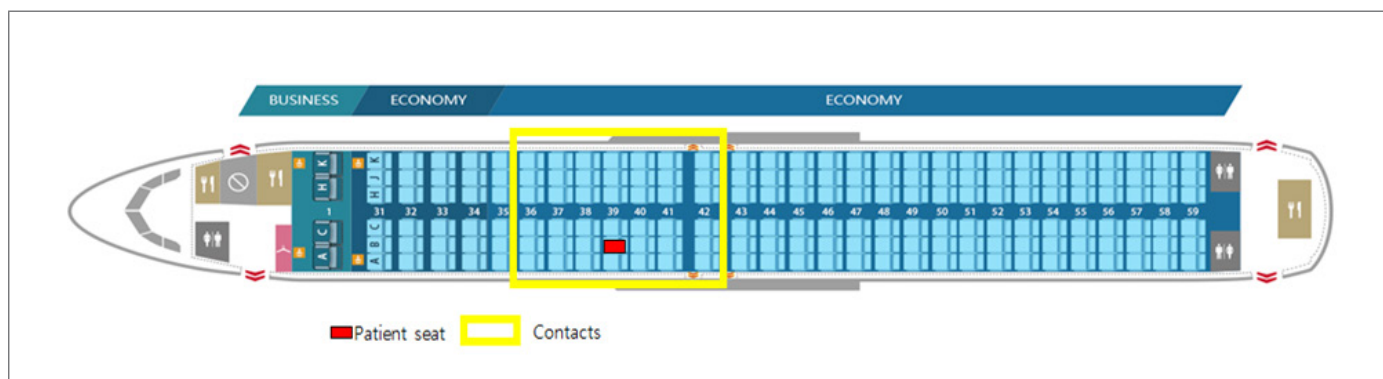 BUSINESS ECONOMY ECONOMY
K K
H J
H
1 31 32 33 34 35 36 37 38 39 40 41 42 43 44 45 46 47 48 49 50 51 52 53 54 55 56 57 58 59
C C
B
A A
Patient seat Contacts